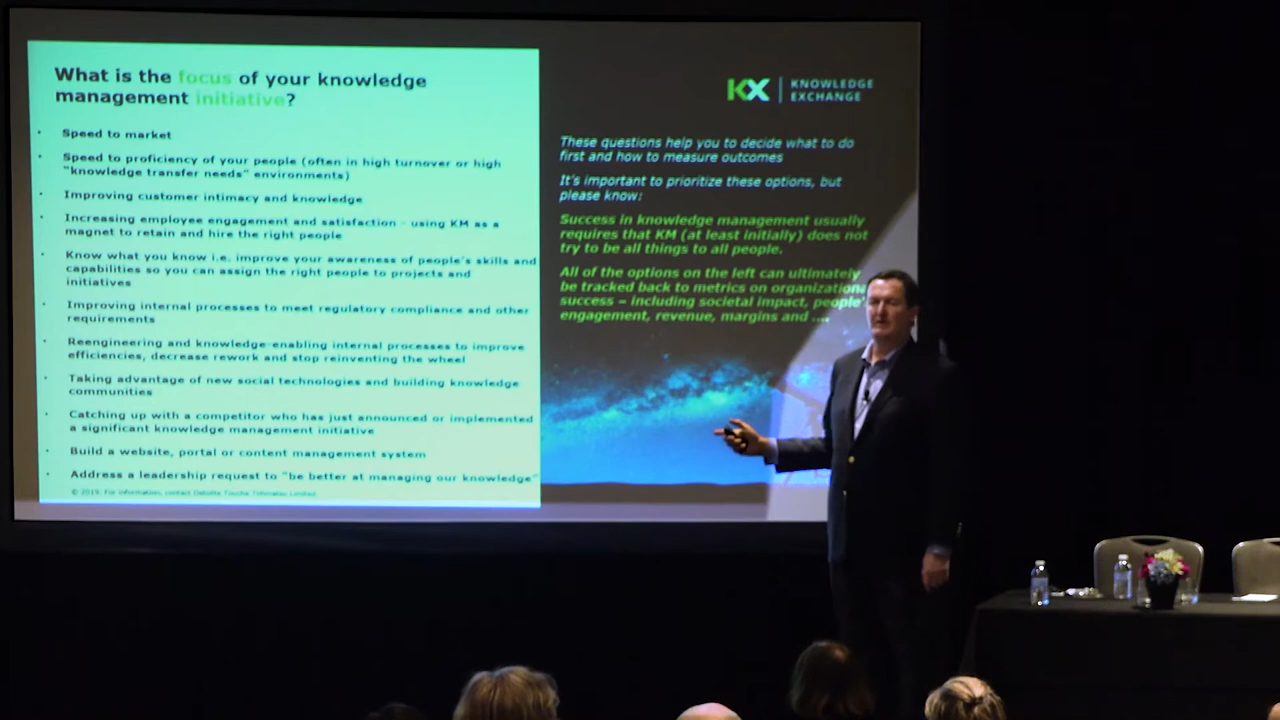 What is the focus of your knowledge
management initiative?
• Speed to market
• Speed to proficiency of your people (often in high turnover or high
"knowledge transfer needs" environments)
• Improving customer intimacy and knowledge
• Increasing employee engagement and satisfaction - using KM as a
magnet to retain and hire the right people
• Know what you know i.e. improve your awareness of people's skills and
capabilities so you can assign the right people to projects and
initiatives
• Improving internal processes to meet regulatory compliance and other
requirements
• Reengineering and knowledge-enabling internal processes to improve
efficiencies, decrease rework and stop reinventing the wheel
• Taking advantage of new social technologies and building knowledge
communities
• Catching up with a competitor who has just announced or implemented
a significant knowledge management initiative
• Build a website, portal or content management system
• Address a leadership request to "be better at managing our knowledge"
© 2019. For information, contact Deloitte Touche Tohmatsu Limited.
KX | KNOWLEDGE
EXCHANGE
These questions help you to decide what to do
first and how to measure outcomes
It's important to prioritize these options, but
please know:
Success in knowledge management usually
requires that KM (at least initially) does not
try to be all things to all people.
All of the options on the left can ultimately
be tracked back to metrics on organizationa
success – including societal impact, people'
engagement, revenue, margins and ....